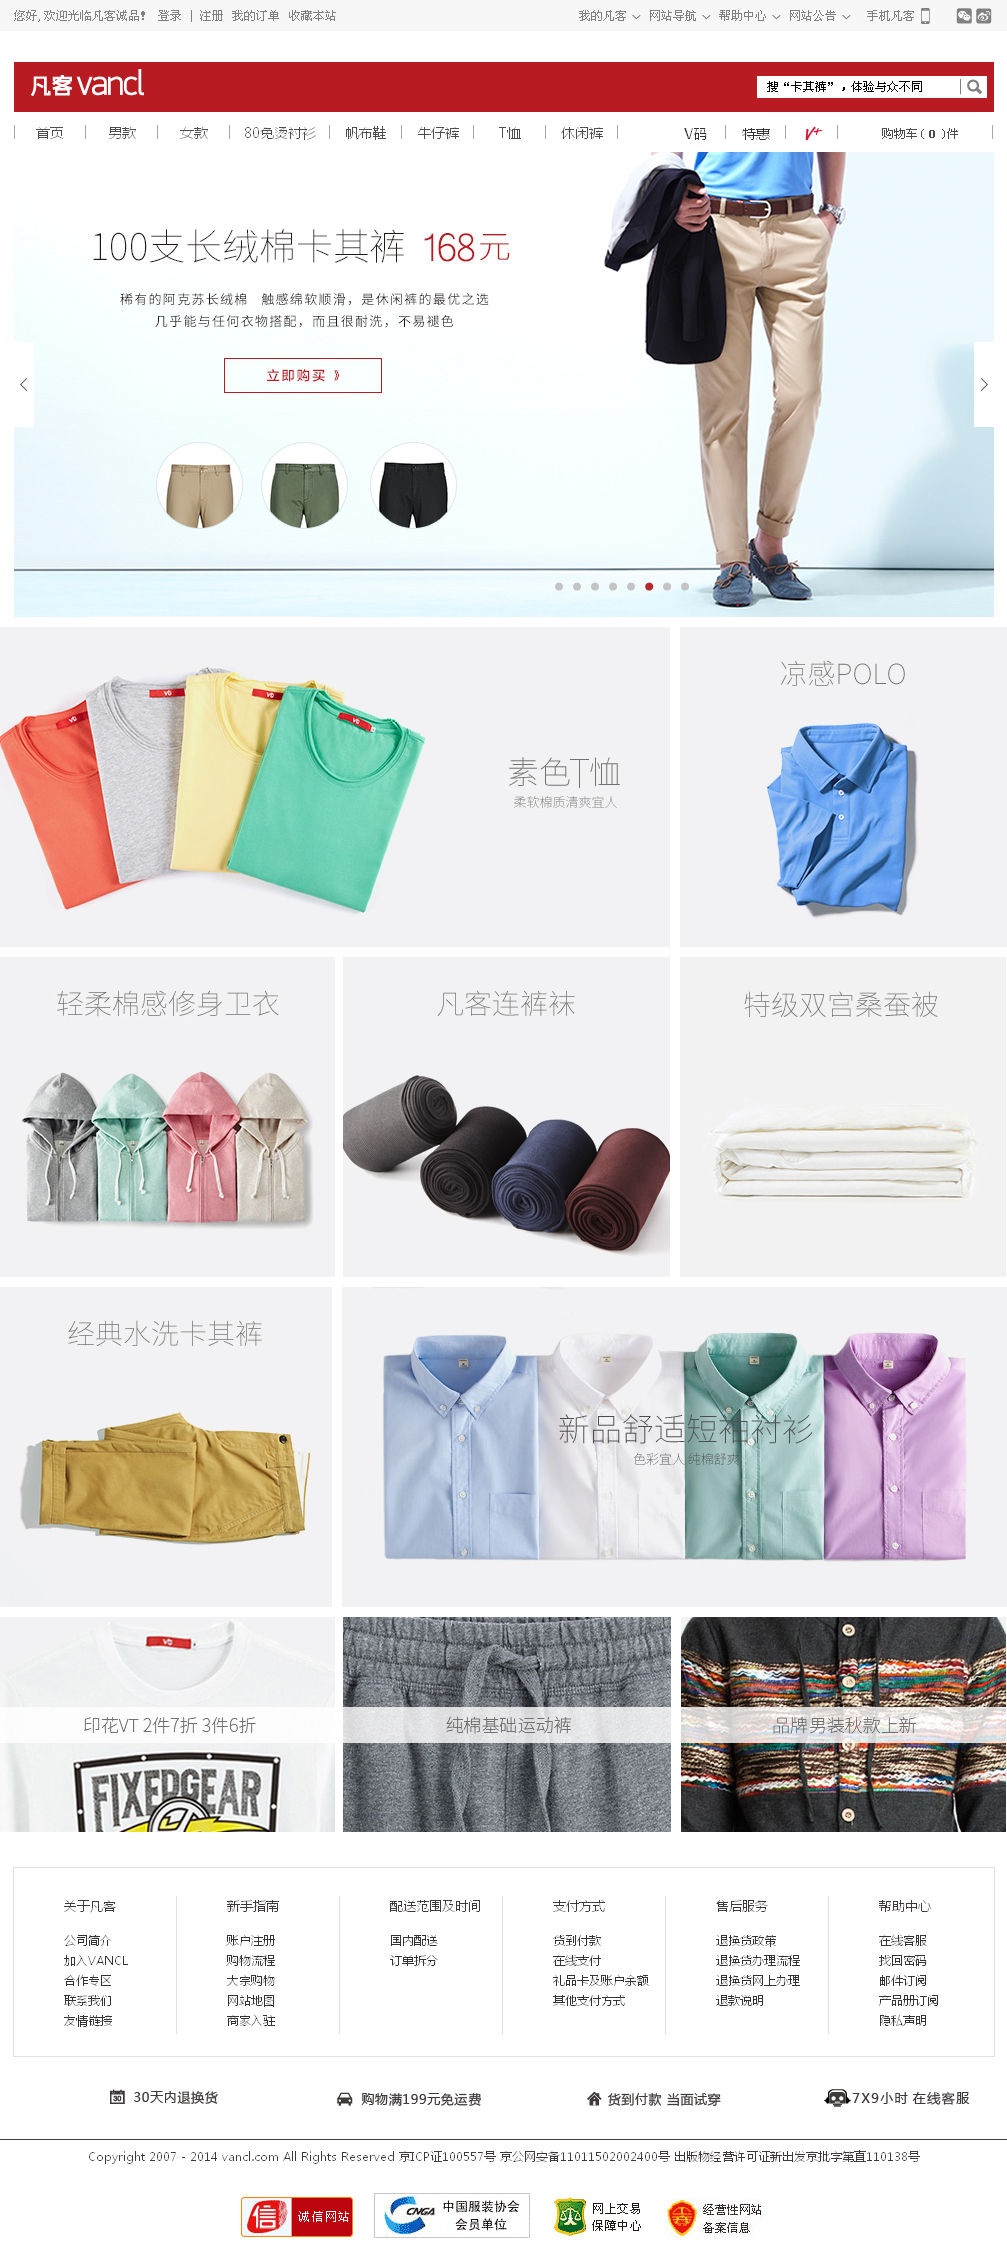 您好, 欢迎光临凡客诚品! 登录 | 注册 我的订单 收藏本站
我的凡客 网站导航 帮助中心 网站公告 手机凡客
凡客 vancl
搜“卡其裤”，体验与众不同
首页 男款 女款 80免烫衬衫 帆布鞋 牛仔裤 T恤 休闲裤 V码 特惠 V+ 购物车 ( 0 )件
100支长绒棉卡其裤 168元
稀有的阿克苏长绒棉 触感绵软顺滑，是休闲裤的最优之选
几乎能与任何衣物搭配，而且很耐洗，不易褪色
立即购买 》
凉感POLO
素色T恤
柔软棉质清爽宜人
轻柔棉感修身卫衣
凡客连裤袜
特级双宫桑蚕被
经典水洗卡其裤
新品舒适短袖衬衫
色彩宜人 纯棉舒爽
印花VT 2件7折 3件6折
纯棉基础运动裤
品牌男装秋款上新
FIXEDGEAR
关于凡客
公司简介
加入VANCL
合作专区
联系我们
友情链接
新手指南
账户注册
购物流程
大宗购物
网站地图
商家入驻
配送范围及时间
国内配送
订单拆分
支付方式
货到付款
在线支付
礼品卡及账户余额
其他支付方式
售后服务
退换货政策
退换货办理流程
退换货网上办理
退款说明
帮助中心
在线客服
找回密码
邮件订阅
产品册订阅
隐私声明
30天内退换货
购物满199元免运费
货到付款 当面试穿
7X9小时 在线客服
Copyright 2007 - 2014 vancl.com All Rights Reserved 京ICP证100557号 京公网安备11011502002400号 出版物经营许可证新出发京批字第直110138号
信 诚信网站
CNGA 中国服装协会
会员单位
网上交易
保障中心
经营性网站
备案信息